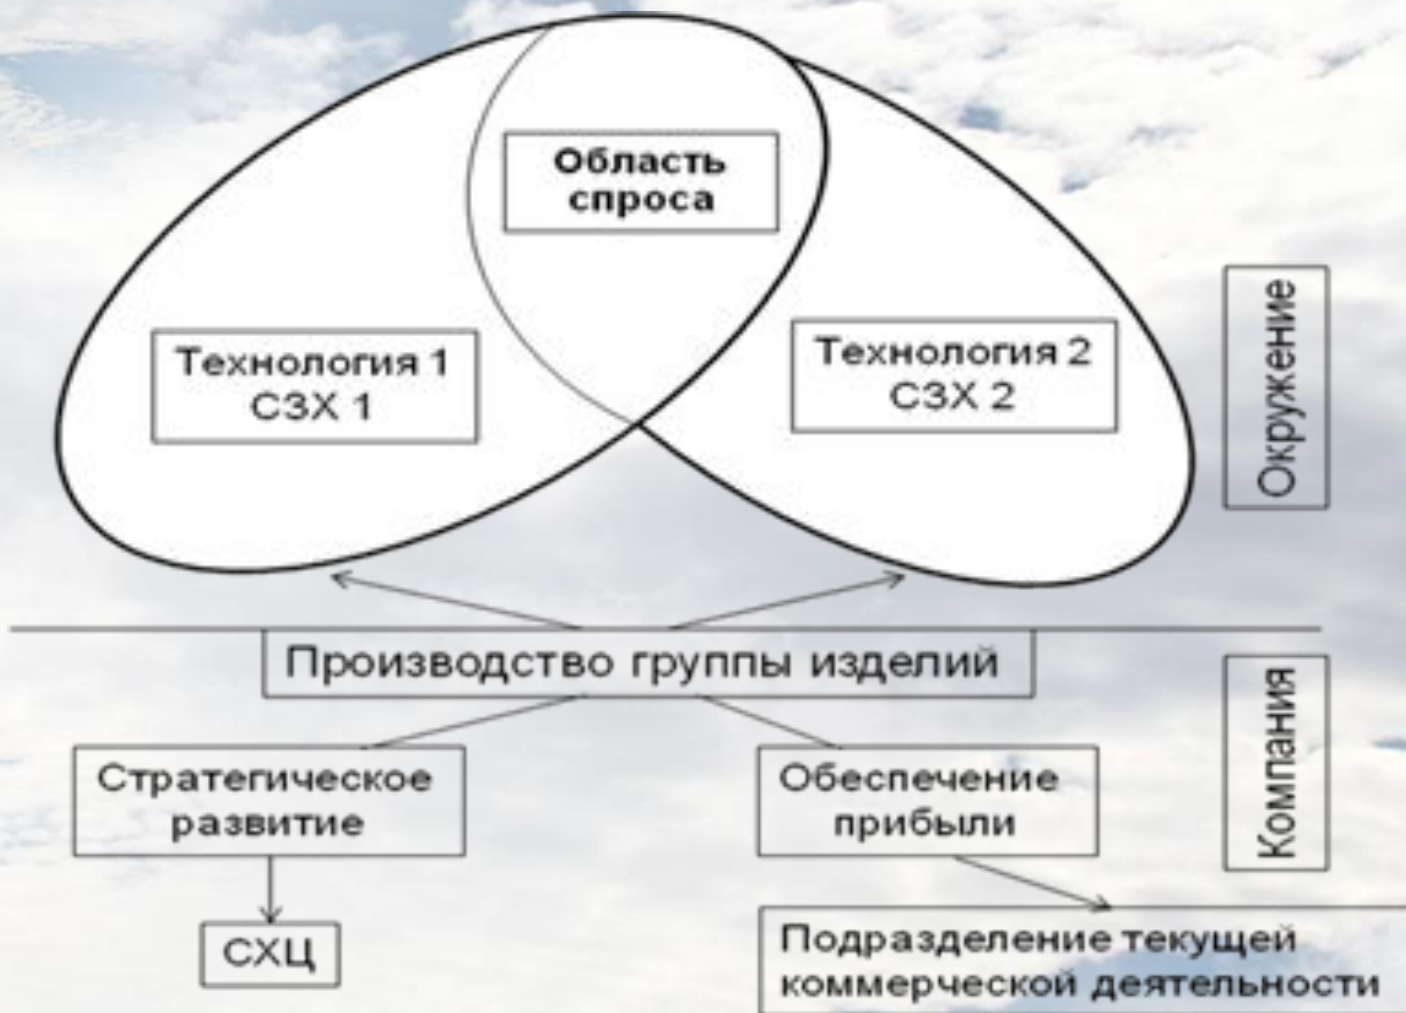 Область
спроса
Технология 1
СЗХ 1
Технология 2
СЗХ 2
Окружение
Производство группы изделий
Компания
Стратегическое
развитие
Обеспечение
прибыли
СХЦ
Подразделение текущей
коммерческой деятельности